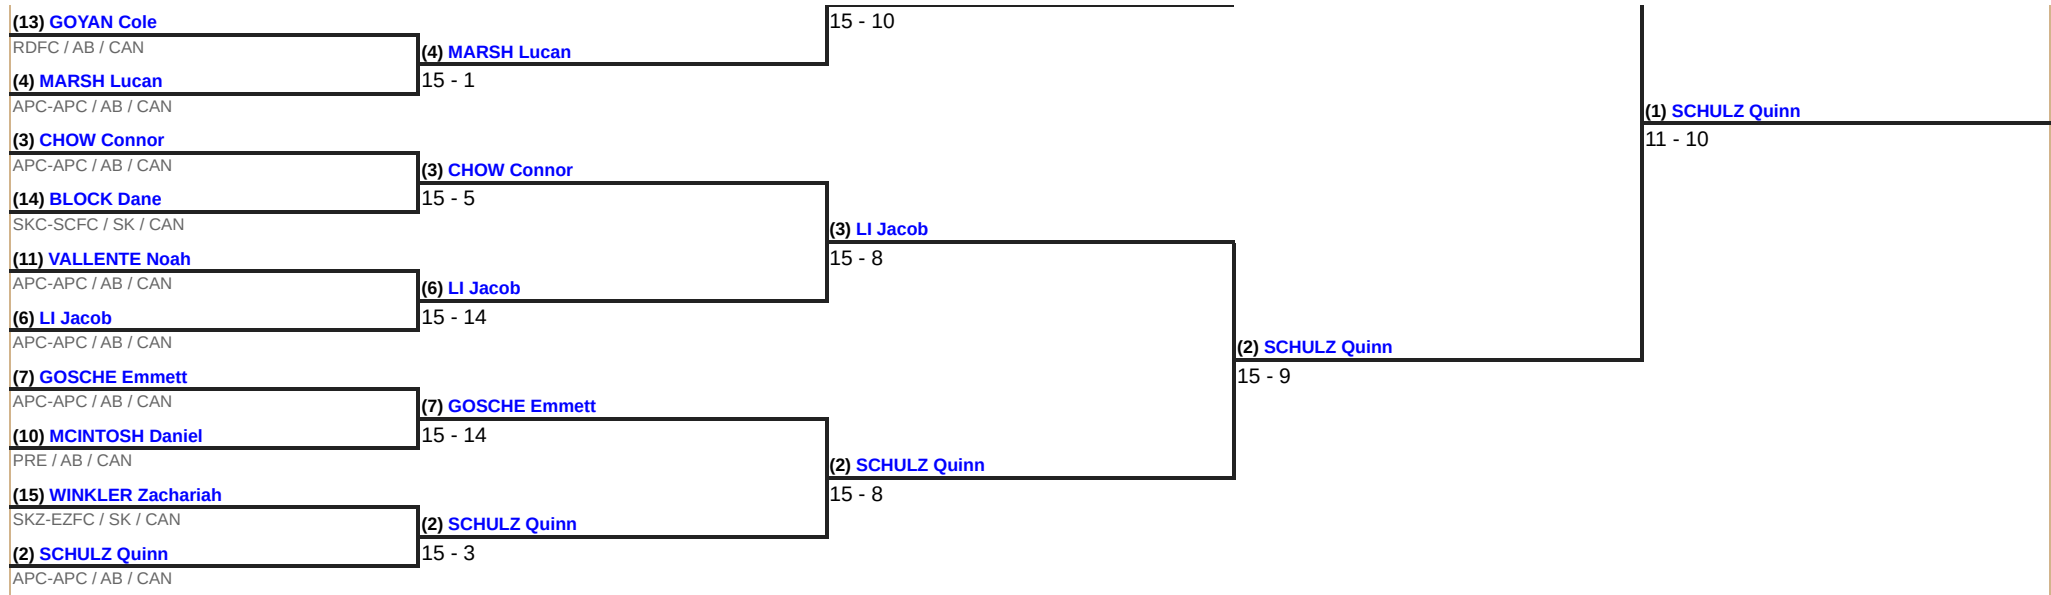 (13) GOYAN Cole
RDFC / AB / CAN
(4) MARSH Lucan
APC-APC / AB / CAN
(3) CHOW Connor
APC-APC / AB / CAN
(14) BLOCK Dane
SKC-SCFC / SK / CAN
(11) VALLENTE Noah
APC-APC / AB / CAN
(6) LI Jacob
APC-APC / AB / CAN
(7) GOSCHE Emmett
APC-APC / AB / CAN
(10) MCINTOSH Daniel
PRE / AB / CAN
(15) WINKLER Zachariah
SKZ-EZFC / SK / CAN
(2) SCHULZ Quinn
APC-APC / AB / CAN
(4) MARSH Lucan
15 - 1
(3) CHOW Connor
15 - 5
(6) LI Jacob
15 - 14
(7) GOSCHE Emmett
15 - 14
(2) SCHULZ Quinn
15 - 3
15 - 10
(3) LI Jacob
15 - 8
(2) SCHULZ Quinn
15 - 8
(2) SCHULZ Quinn
15 - 9
(1) SCHULZ Quinn
11 - 10